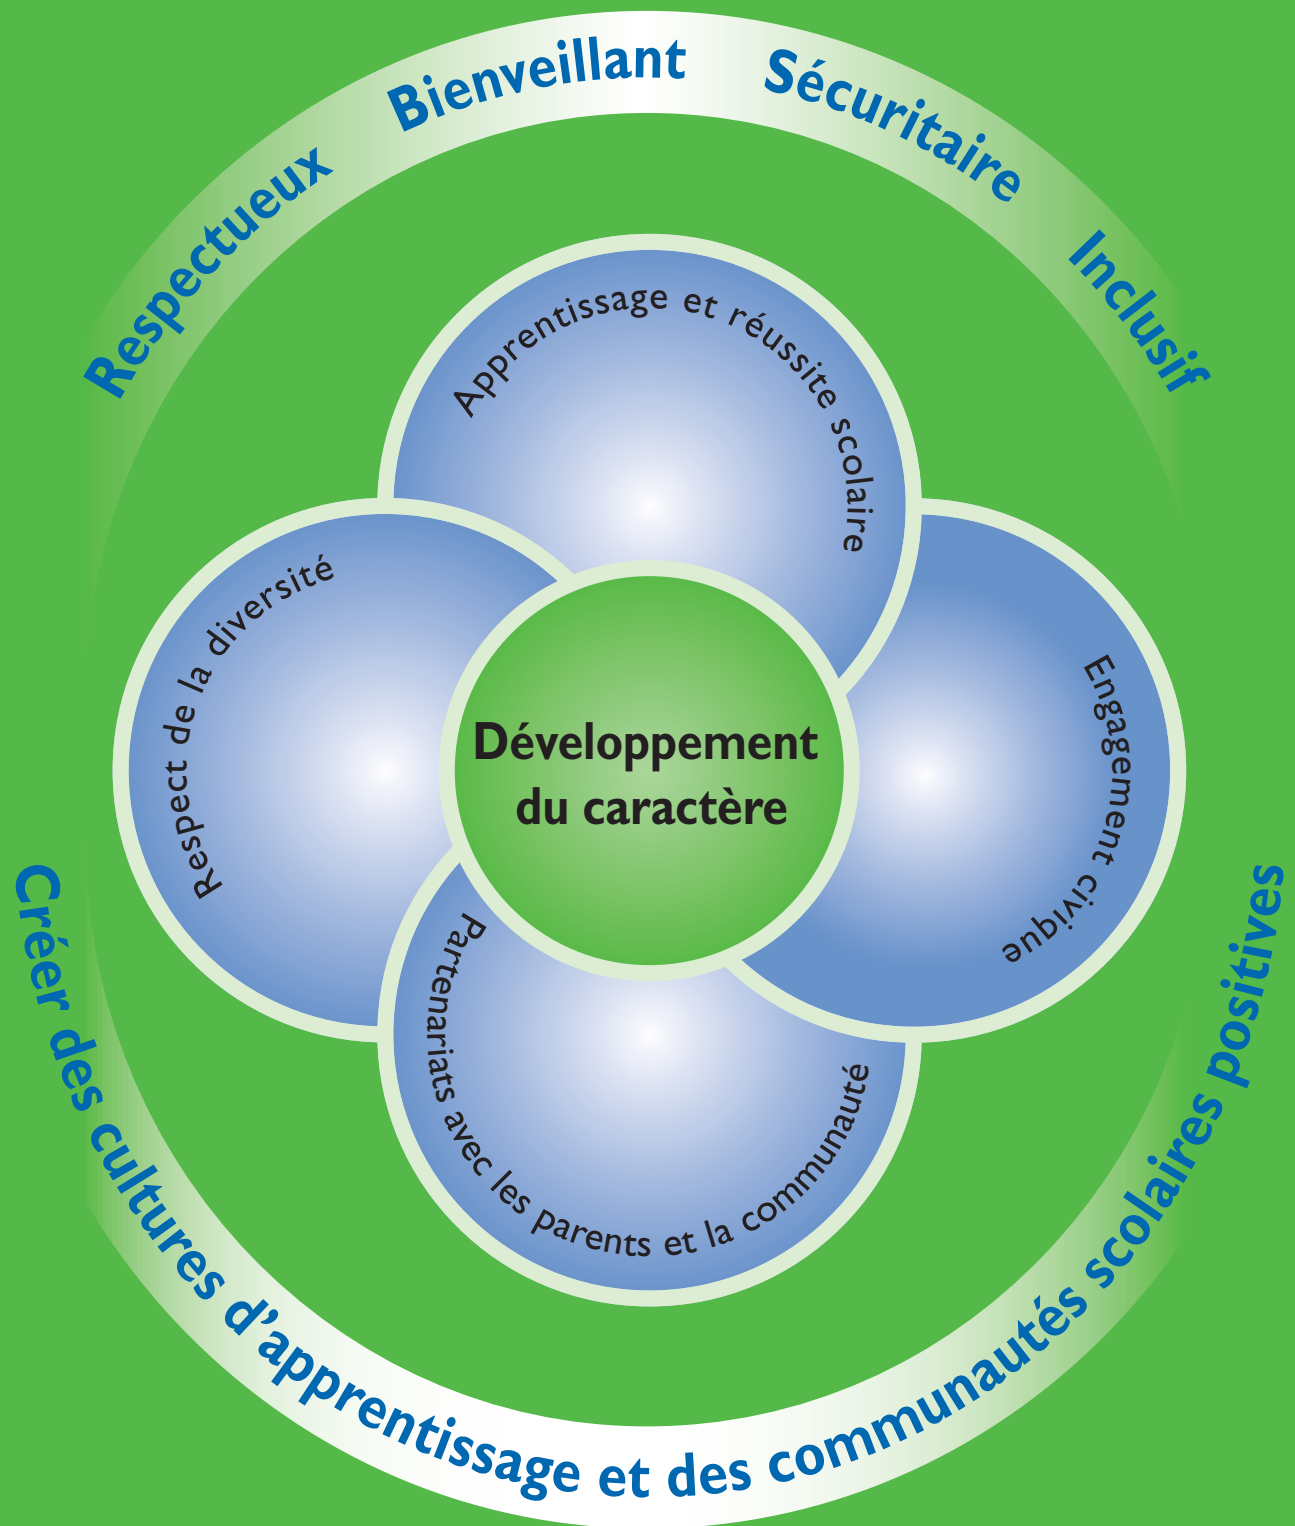 Respectueux Bienveillant Sécuritaire Inclusif
Apprentissage et réussite scolaire
Respect de la diversité
Développement
du caractère
Engagement civique
Partenariats avec les parents et la communauté
Créer des cultures d’apprentissage et des communautés scolaires positives